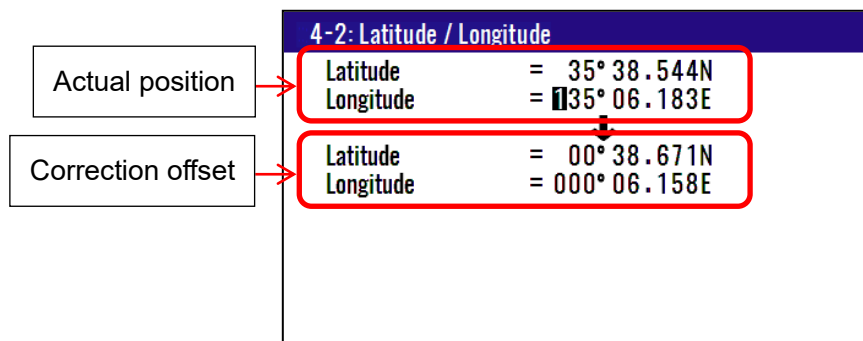 4-2: Latitude / Longitude
Actual position
Latitude = 35° 38.544N
Longitude = 135° 06.183E
Correction offset
Latitude = 00° 38.671N
Longitude = 000° 06.158E